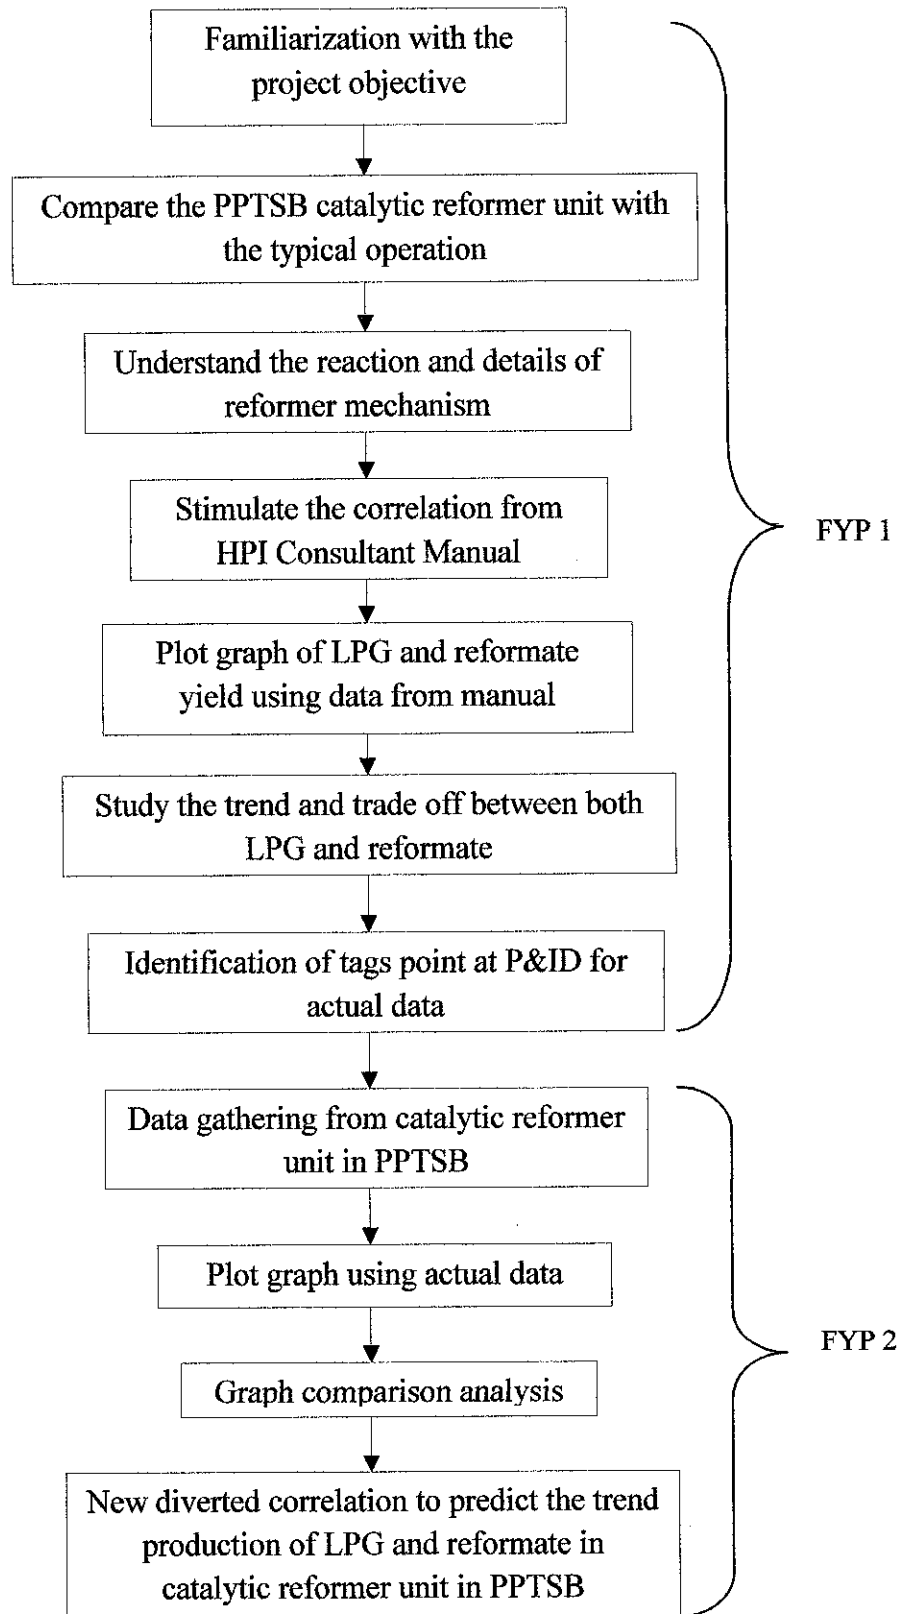 Familiarization with the
project objective
Compare the PPTSB catalytic reformer unit with
the typical operation
Understand the reaction and details of
reformer mechanism
Stimulate the correlation from
HPI Consultant Manual
FYP 1
Plot graph of LPG and reformate
yield using data from manual
Study the trend and trade off between both
LPG and reformate
Identification of tags point at P&ID for
actual data
Data gathering from catalytic reformer
unit in PPTSB
Plot graph using actual data
FYP 2
Graph comparison analysis
New diverted correlation to predict the trend
production of LPG and reformate in
catalytic reformer unit in PPTSB